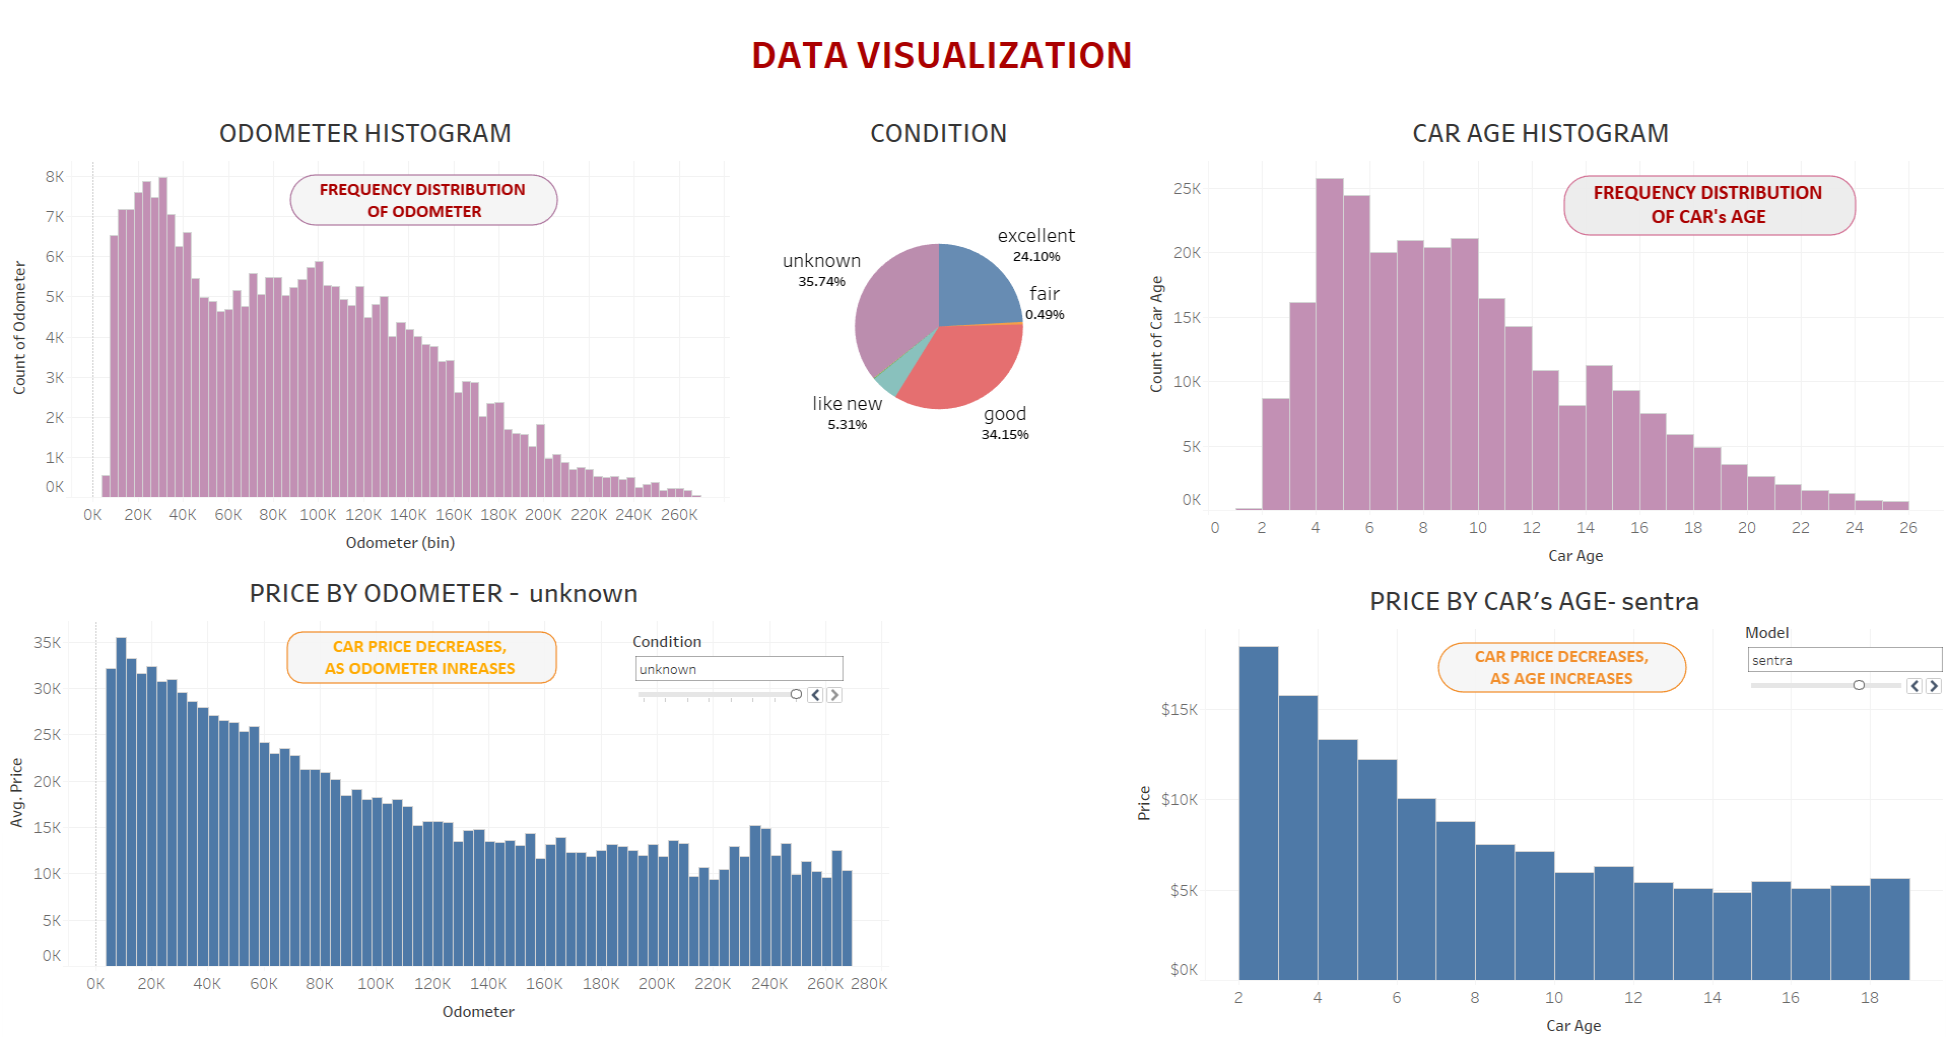 DATA VISUALIZATION
ODOMETER HISTOGRAM
FREQUENCY DISTRIBUTION
OF ODOMETER
Count of Odometer
8K
7K
6K
5K
4K
3K
2K
1K
0K
0K 20K 40K 60K 80K 100K 120K 140K 160K 180K 200K 220K 240K 260K
Odometer (bin)
CONDITION
excellent
24.10%
unknown
35.74%
fair
0.49%
like new
5.31%
good
34.15%
CAR AGE HISTOGRAM
FREQUENCY DISTRIBUTION
OF CAR's AGE
Count of Car Age
25K
20K
15K
10K
5K
0K
0 2 4 6 8 10 12 14 16 18 20 22 24 26
Car Age
PRICE BY ODOMETER - unknown
CAR PRICE DECREASES,
AS ODOMETER INREASES
Condition
unknown
Avg. Price
35K
30K
25K
20K
15K
10K
5K
0K
0K 20K 40K 60K 80K 100K 120K 140K 160K 180K 200K 220K 240K 260K 280K
Odometer
PRICE BY CAR’s AGE- sentra
CAR PRICE DECREASES,
AS AGE INCREASES
Model
sentra
Price
$15K
$10K
$5K
$0K
2 4 6 8 10 12 14 16 18
Car Age